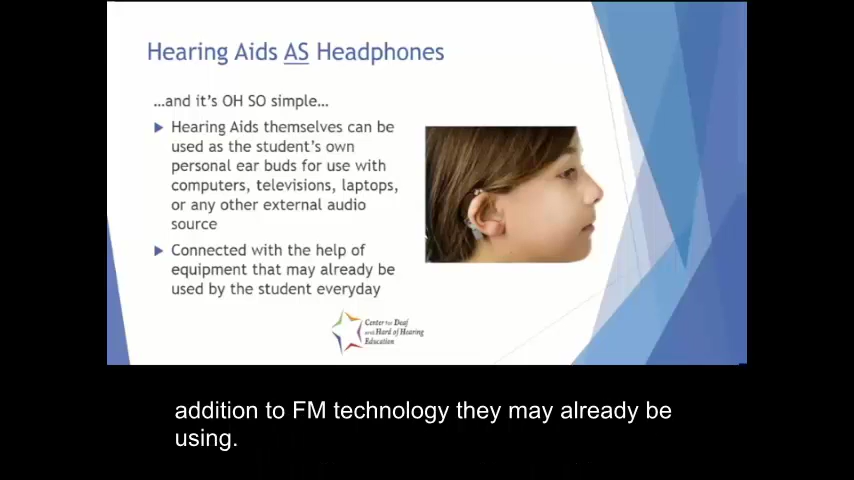 Hearing Aids AS Headphones
…and it's OH SO simple…
Hearing Aids themselves can be
used as the student's own
personal ear buds for use with
computers, televisions, laptops,
or any other external audio
source
Connected with the help of
equipment that may already be
used by the student everyday
Center for Deaf
and Hard of Hearing
Education
addition to FM technology they may already be
using.